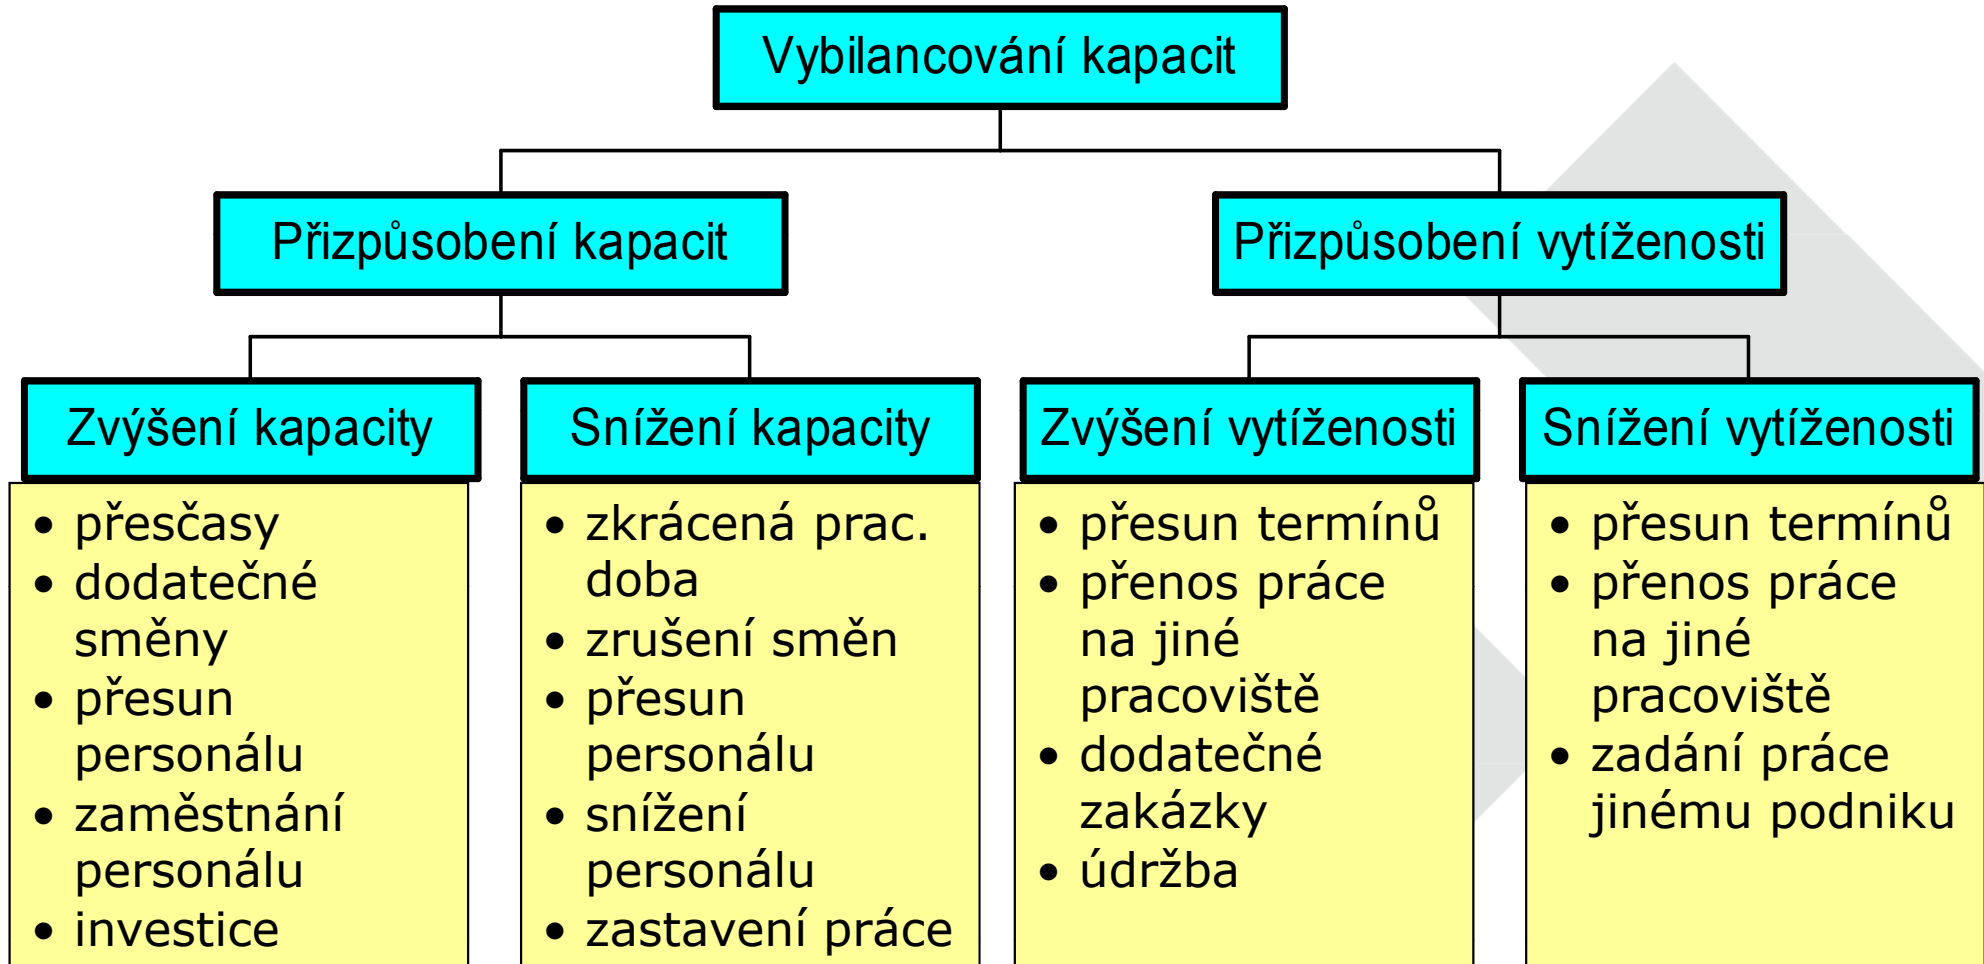 Vybilancování kapacit
Přizpůsobení kapacit
Přizpůsobení vytíženosti
Zvýšení kapacity
• přesčasy
• dodatečné
směny
• přesun
personálu
• zaměstnání
personálu
• investice
Snížení kapacity
• zkrácená prac.
doba
• zrušení směn
• přesun
personálu
• snížení
personálu
• zastavení práce
Zvýšení vytíženosti
• přesun termínů
• přenos práce
na jiné
pracoviště
• dodatečné
zakázky
• údržba
Snížení vytíženosti
• přesun termínů
• přenos práce
na jiné
pracoviště
• zadání práce
jinému podniku